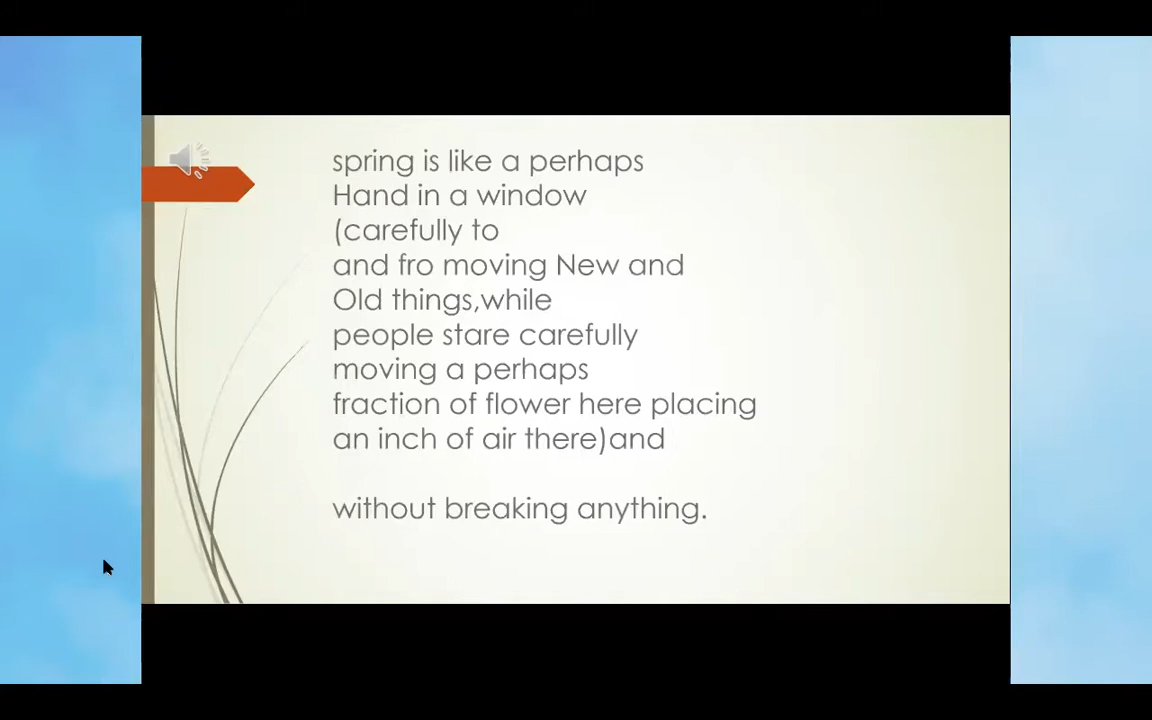 spring is like a perhaps
Hand in a window
(carefully to
and fro moving New and
Old things,while
people stare carefully
moving a perhaps
fraction of flower here placing
an inch of air there)and
without breaking anything.